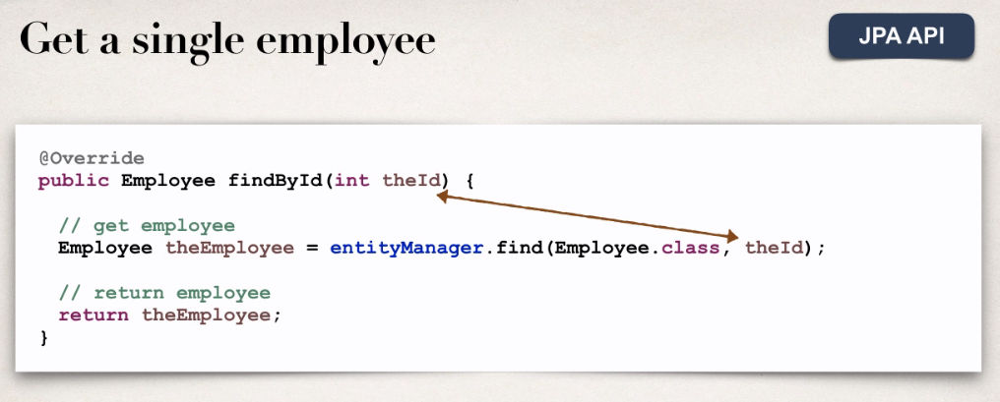 Get a single employee
JPA API
@Override
public Employee findById(int theId) {
// get employee
Employee theEmployee = entityManager.find(Employee.class, theId);
// return employee
return theEmployee;
}